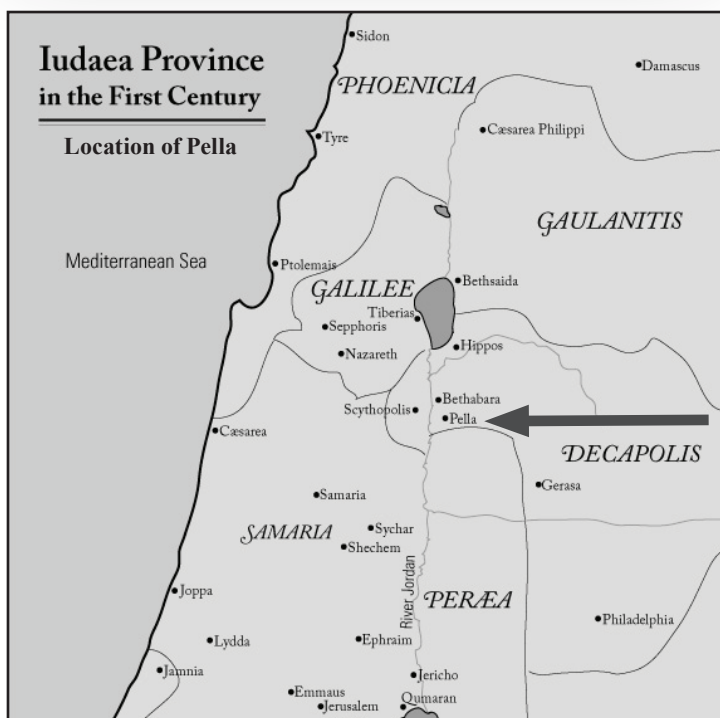 Iudaea Province
in the First Century
Location of Pella
Sidon
PHOENICIA
Damascus
Tyre
Cæsarea Philippi
GAULANITIS
Mediterranean Sea
Ptolemais
GALILEE
Bethsaida
Tiberias
Sepphoris
Hippos
Nazareth
Bethabara
Scythopolis
Pella
Cæsarea
DECAPOLIS
Gerasa
Samaria
SAMARIA
Sychar
Shechem
River Jordan
Joppa
PERÆA
Philadelphia
Lydda
Ephraim
Jamnia
Jericho
Emmaus
Qumaran
Jerusalem